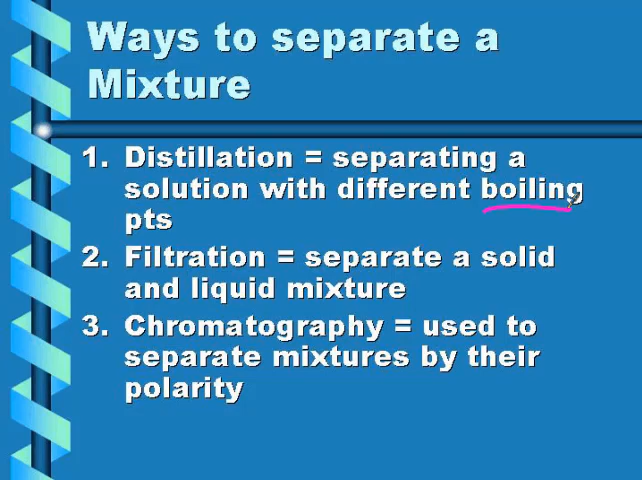 Ways to separate a
Mixture
1. Distillation = separating a
solution with different boiling
pts
2. Filtration = separate a solid
and liquid mixture
3. Chromatography = used to
separate mixtures by their
polarity